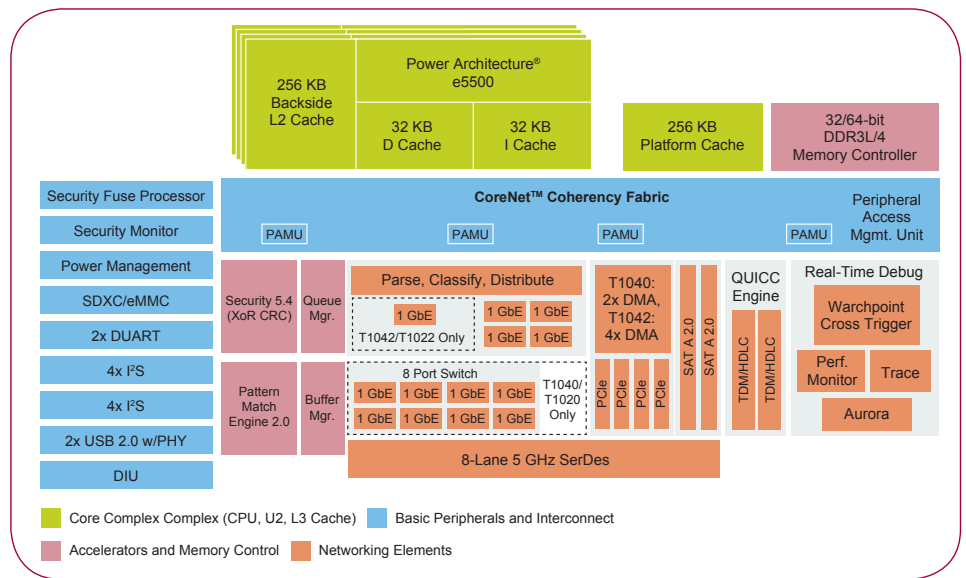 256 KB
Backside
L2 Cache
Power Architecture®
e5500
32 KB
D Cache
32 KB
I Cache
256 KB
Platform Cache
32/64-bit
DDR3L/4
Memory Controller
Security Fuse Processor
Security Monitor
Power Management
SDXC/eMMC
2x DUART
4x I²S
4x I²S
2x USB 2.0 w/PHY
DIU
CoreNet™ Coherency Fabric
PAMU
PAMU
PAMU
PAMU
Peripheral
Access
Mgmt. Unit
Security 5.4
(XoR CRC)
Queue
Mgr.
Pattern
Match
Engine 2.0
Buffer
Mgr.
Parse, Classify, Distribute
1 GbE
T1042/T1022 Only
1 GbE
1 GbE
1 GbE
1 GbE
8 Port Switch
1 GbE
1 GbE
1 GbE
1 GbE
1 GbE
1 GbE
1 GbE
1 GbE
T1040/
T1020
Only
T1040:
2x DMA,
T1042:
4x DMA
PCIe
PCIe
PCIe
PCIe
SAT A 2.0
SAT A 2.0
8-Lane 5 GHz SerDes
QUICC
Engine
TDM/HDLC
TDM/HDLC
Real-Time Debug
Warchpoint
Cross Trigger
Perf.
Monitor
Trace
Aurora
Core Complex Complex (CPU, U2, L3 Cache)
Basic Peripherals and Interconnect
Accelerators and Memory Control
Networking Elements